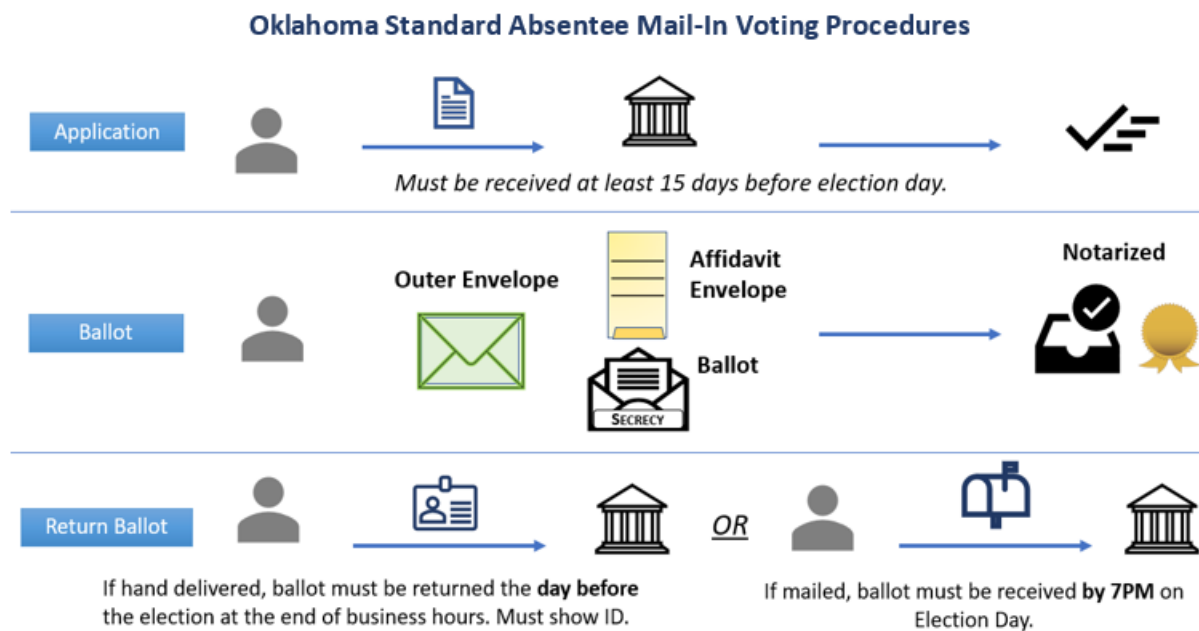 Oklahoma Standard Absentee Mail-In Voting Procedures
Application
Must be received at least 15 days before election day.
Ballot
Outer Envelope
Affidavit
Envelope
Ballot
SECRECY
Notarized
Return Ballot
OR
If hand delivered, ballot must be returned the day before
the election at the end of business hours. Must show ID.
If mailed, ballot must be received by 7PM on
Election Day.